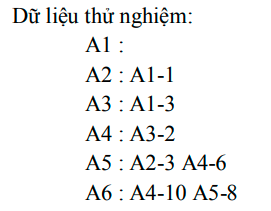 Dữ liệu thử nghiệm:
A1 :
A2 : A1-1
A3 : A1-3
A4 : A3-2
A5 : A2-3 A4-6
A6 : A4-10 A5-8